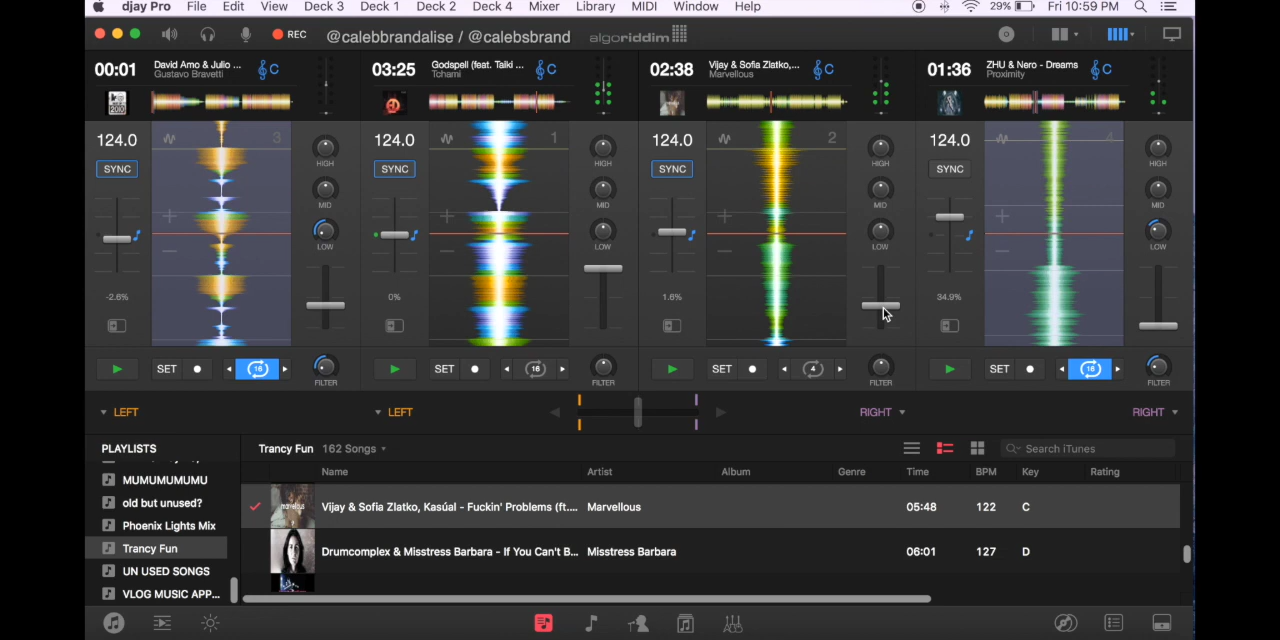 djay Pro File Edit View Deck 3 Deck 1 Deck 2 Deck 4 Mixer Library MIDI Window Help 29% Fri 10:59 PM
REC @calebbrandalise / @calebsbrand algoriddim
00:01 David Amo & Julio ... C 03:25 Godspell (feat. Taiki ... C 02:38 Vijay & Sofia Zlatko,... C 01:36 ZHU & Nero - Dreams C
Gustavo Bravetti Tchami Marvellous Proximity
124.0 3 124.0 1 124.0 2 124.0 4
HIGH HIGH HIGH HIGH
SYNC SYNC SYNC SYNC
MID MID MID MID
LOW LOW LOW LOW
-2.6% 0% 1.6% 34.9%
SET 16 SET 16 SET 4 SET 16
FILTER FILTER FILTER FILTER
LEFT LEFT RIGHT RIGHT
PLAYLISTS Trancy Fun 162 Songs Search iTunes
Name Artist Album Genre Time BPM Key Rating
MUMUMUMUMU
old but unused?
Phoenix Lights Mix
Trancy Fun
UN USED SONGS
VLOG MUSIC APP...
Vijay & Sofia Zlatko, Kasúal - Fuckin' Problems (ft.... Marvellous 05:48 122 C
Drumcomplex & Misstress Barbara - If You Can't B... Misstress Barbara 06:01 127 D